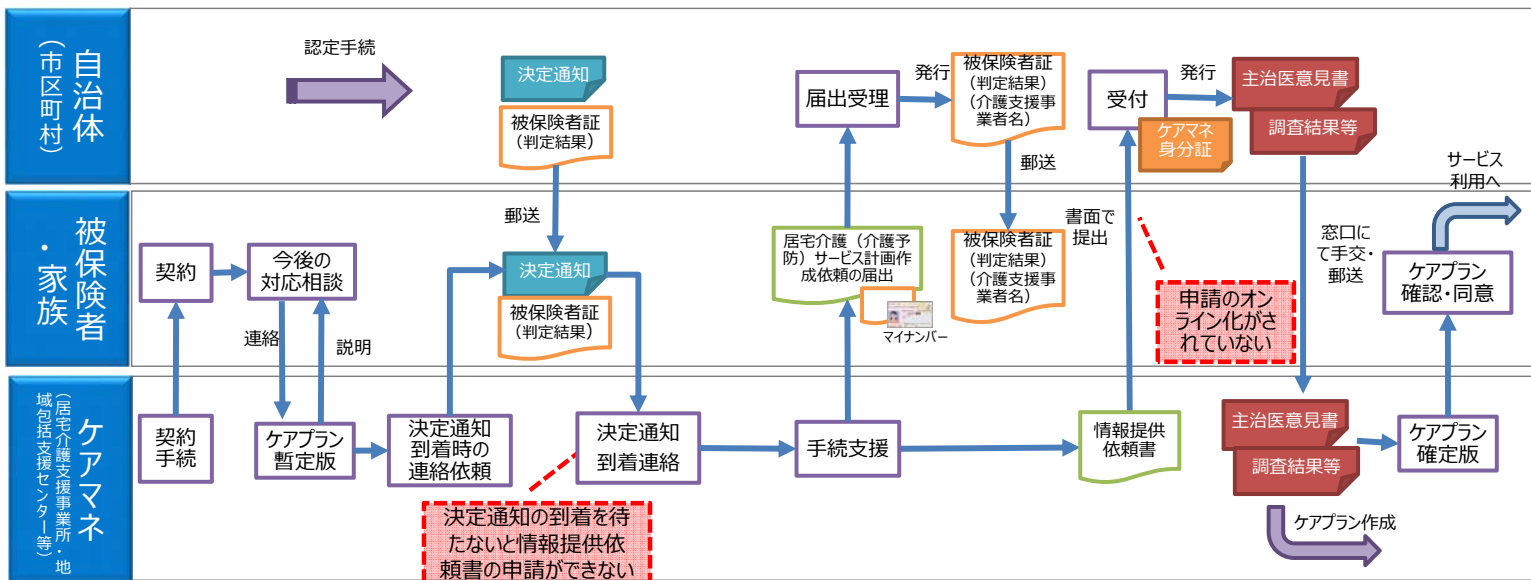 自治体
(市区町村)
認定手続
決定通知
被保険者証
(判定結果)
届出受理
発行
被保険者証
(判定結果)
(介護支援事
業者名)
受付
ケアマネ
身分証
発行
主治医意見書
調査結果等
郵送
郵送
被保険者
・家族
契約
今後の
対応相談
連絡
説明
決定通知
被保険者証
(判定結果)
居宅介護(介護予
防)サービス計画作
成依頼の届出
マイナンバー
被保険者証
(判定結果)
(介護支援事
業者名)
書面で
提出
申請のオン
ライン化がさ
れていない
窓口に
て手交・
郵送
サービス
利用へ
ケアプラン
確認・同意
ケアマネ
(居宅介護支援事業所・地
域包括支援センター等)
契約
手続
ケアプラン
暫定版
決定通知
到着時の
連絡依頼
決定通知
到着連絡
決定通知の到着を待
たないと情報提供依
頼書の申請ができない
手続支援
情報提供
依頼書
主治医意見書
調査結果等
ケアプラン
確定版
ケアプラン作成